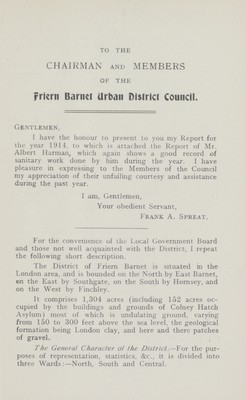 TO THE
CHAIRMAN AND MEMBERS
OF THE
Friern Barnet Urban District Council.
GENTLEMEN,
I have the honour to present to you my Report for
the year 1914, to which is attached the Report of Mr.
Albert Harman, which again shows a good record of
sanitary work done by him during the year. I have
pleasure in expressing to the Members of the Council
my appreciation of their unfailing courtesy and assistance
during the past year.
I am, Gentlemen,
Your obedient Servant,
FRANK A. SPREAT.
For the convenience of the Local Government Board
and those not well acquainted with the District, I repeat
the following short description.
The District of Friern Barnet is situated in the
London area, and is bounded on the North by East Barnet,
on the East by Southgate, on the South by Hornsey, and
on the West by Finchley.
It comprises 1,304 acres (including 152 acres oc-
cupied by the buildings and grounds of Colney Hatch
Asylum) most of which is undulating ground, varying
from 150 to 300 feet above the sea level, the geological
formation being London clay, and here and there patches
of gravel.
The General Character of the District.—For the pur-
poses of representation, statistics, &c., it is divided into
three Wards:—North, South and Central.